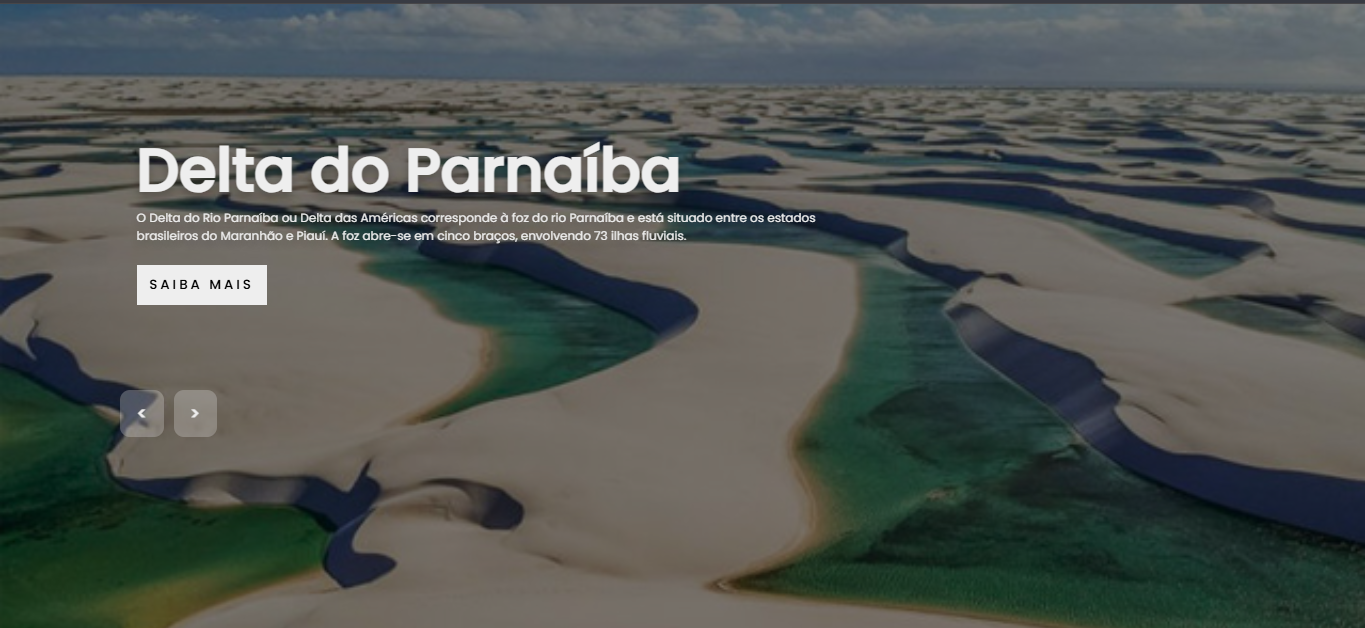 Delta do Parnaíba
O Delta do Rio Parnaíba ou Delta das Américas corresponde à foz do rio Parnaíba e está situado entre os estados
brasileiros do Maranhão e Piauí. A foz abre-se em cinco braços, envolvendo 73 ilhas fluviais.
SAIBA MAIS
< >